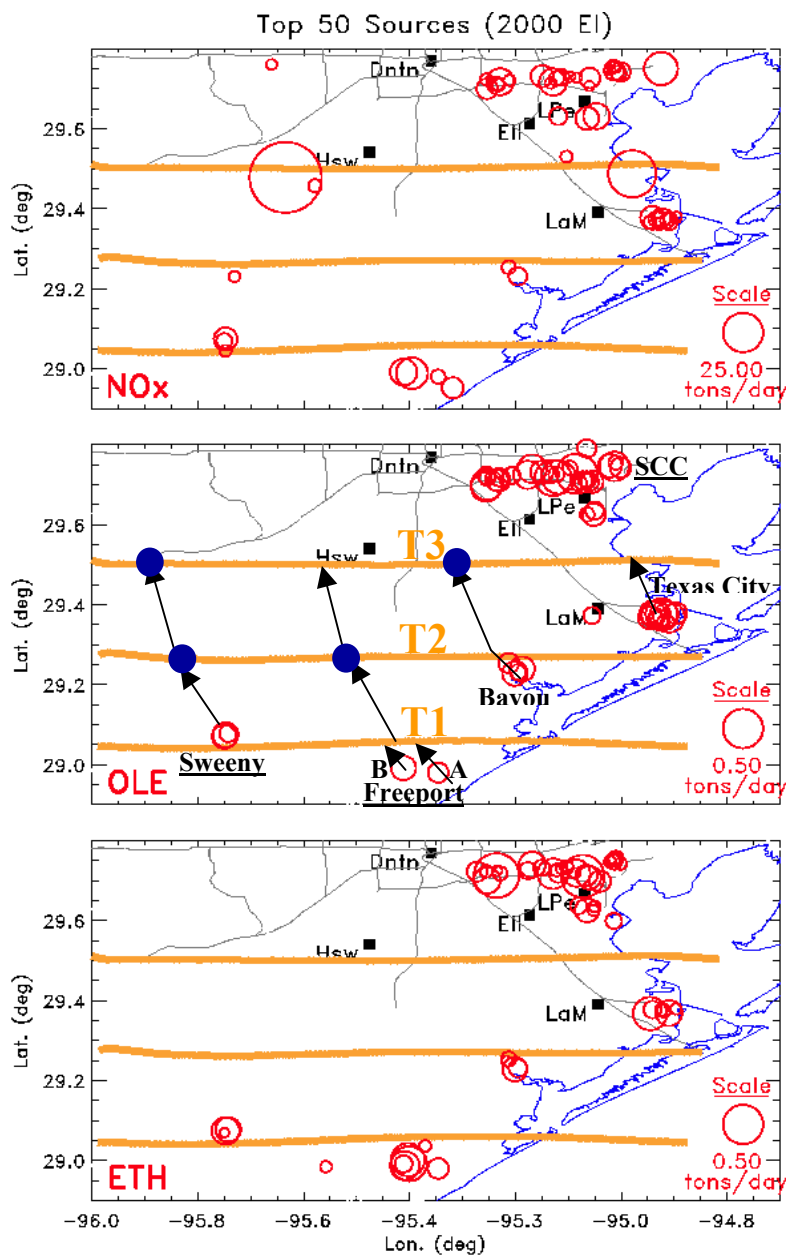 Top 50 Sources (2000 EI)
Dntn
LPe
Ell
Hsw
LaM
29.6
29.4
29.2
29.0
Lat. (deg)
Scale
25.00
tons/day
NOx
Dntn
SCC
LPe
Ell
Hsw
T3
Texas City
LaM
T2
Bayou
T1
Sweeny
B
A
Freeport
29.6
29.4
29.2
29.0
Lat. (deg)
Scale
0.50
tons/day
OLE
Dntn
LPe
Ell
Hsw
LaM
29.6
29.4
29.2
29.0
Lat. (deg)
Scale
0.50
tons/day
ETH
-96.0 -95.8 -95.6 -95.4 -95.2 -95.0 -94.8
Lon. (deg)